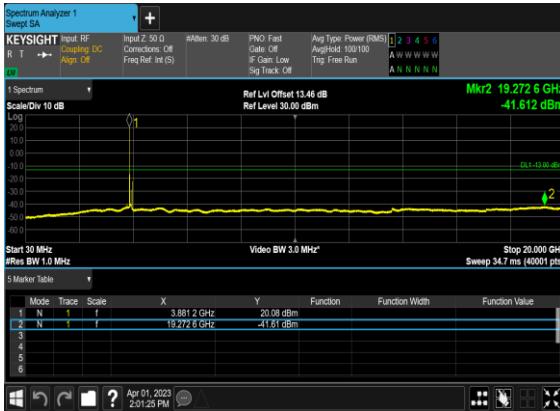 Spectrum Analyzer 1
Swept SA
+
KEYSIGHT Input: RF Input Z: 50 Ω #Atten: 30 dB PNO: Fast Avg Type: Power (RMS) 1 2 3 4 5 6
R T Coupling: DC Corrections: Off Gate: Off Avg|Hold: 100/100 A W W W W W
Align: Off Freq Ref: Int (S) IF Gain: Low Trig: Free Run
Sig Track: Off A N N N N N
1 Spectrum Ref Lvl Offset 13.46 dB Mkr2 19.272 6 GHz
Scale/Div 10 dB Ref Level 30.00 dBm -41.612 dBm
Log
20.0
10.0
0.00
-10.0
DL1 -13.00 dBm
-20.0
-30.0
-40.0
-50.0
-60.0
1
2
Start 30 MHz Video BW 3.0 MHz* Stop 20.000 GHz
#Res BW 1.0 MHz Sweep 34.7 ms (40001 pts)
5 Marker Table
Mode Trace Scale X Y Function Function Width Function Value
1 N 1 f 3.881 2 GHz 20.08 dBm
2 N 1 f 19.272 6 GHz -41.61 dBm
3
4
5
6
? Apr 01, 2023
2:01:25 PM